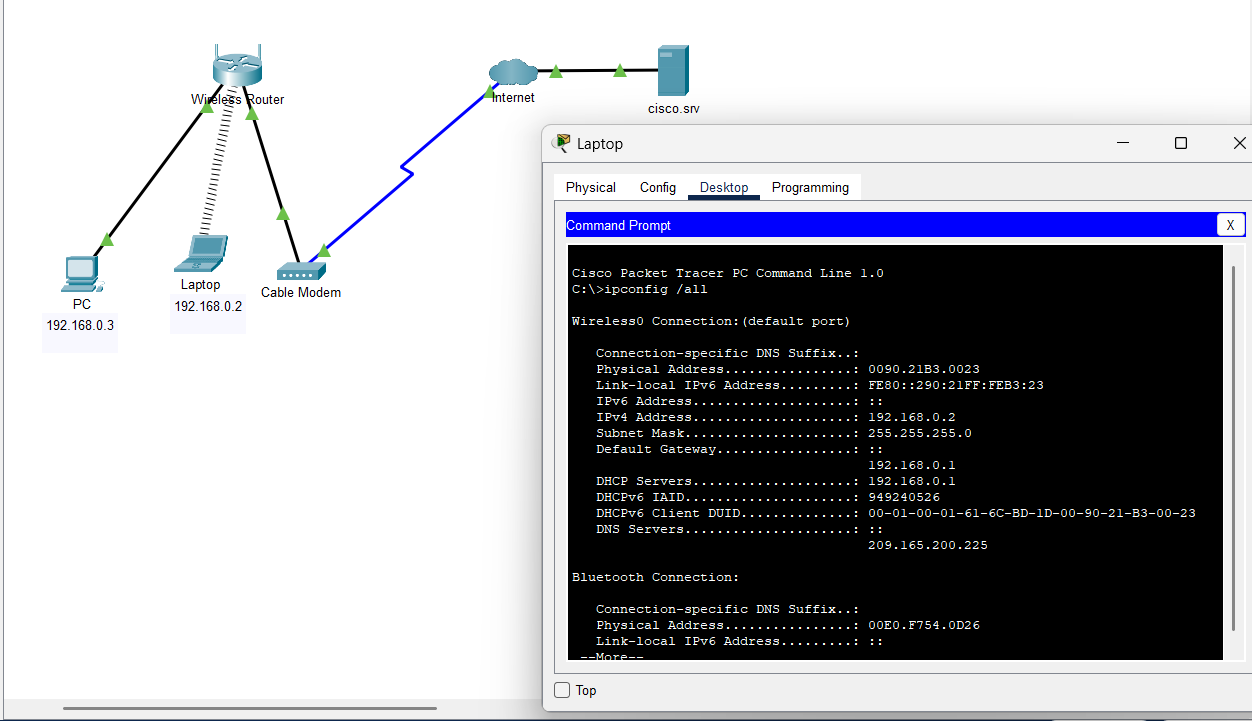 Wireless Router
Internet
cisco.srv
PC
192.168.0.3
Laptop
192.168.0.2
Cable Modem
Laptop
Physical Config Desktop Programming
Command Prompt X
Cisco Packet Tracer PC Command Line 1.0
C:\>ipconfig /all
Wireless0 Connection:(default port)
Connection-specific DNS Suffix..:
Physical Address................: 0090.21B3.0023
Link-local IPv6 Address.........: FE80::290:21FF:FEB3:23
IPv6 Address....................: ::
IPv4 Address....................: 192.168.0.2
Subnet Mask.....................: 255.255.255.0
Default Gateway.................: ::
192.168.0.1
DHCP Servers....................: 192.168.0.1
DHCPv6 IAID.....................: 949240526
DHCPv6 Client DUID..............: 00-01-00-01-61-6C-BD-1D-00-90-21-B3-00-23
DNS Servers.....................: ::
209.165.200.225
Bluetooth Connection:
Connection-specific DNS Suffix..:
Physical Address................: 00E0.F754.0D26
Link-local IPv6 Address.........: ::
--More--
Top